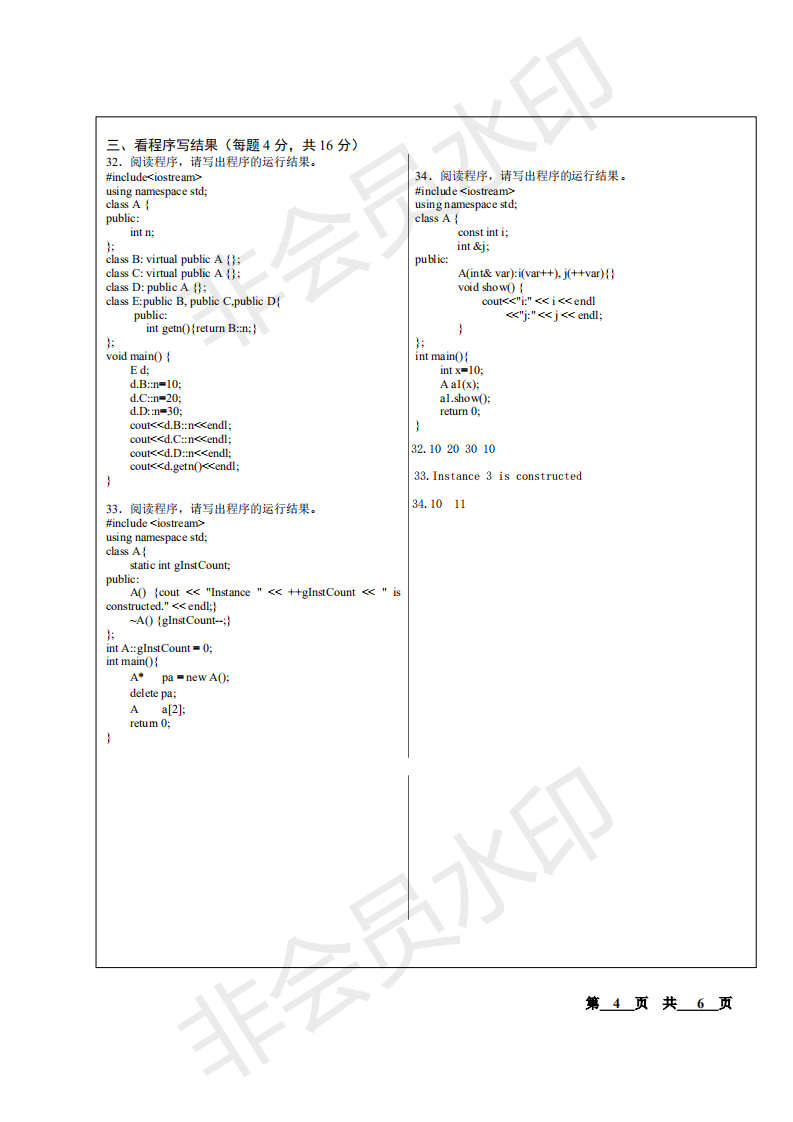 三、看程序写结果（每题 4 分，共 16 分）
32．阅读程序，请写出程序的运行结果。
#include<iostream>
using namespace std;
class A {
public:
int n;
};
class B: virtual public A {};
class C: virtual public A {};
class D: public A {};
class E:public B, public C,public D{
public:
int getn(){return B::n;}
};
void main() {
E d;
d.B::n=10;
d.C::n=20;
d.D::n=30;
cout<<d.B::n<<endl;
cout<<d.C::n<<endl;
cout<<d.D::n<<endl;
cout<<d.getn()<<endl;
}
33．阅读程序，请写出程序的运行结果。
#include <iostream>
using namespace std;
class A{
static int gInstCount;
public:
A() {cout << "Instance " << ++gInstCount << " is
constructed." << endl;}
~A() {gInstCount--;}
};
int A::gInstCount = 0;
int main(){
A* pa = new A();
delete pa;
A a[2];
return 0;
}
34．阅读程序，请写出程序的运行结果。
#include <iostream>
using namespace std;
class A {
const int i;
int &j;
public:
A(int& var):i(var++), j(++var){}
void show() {
cout<<"i:" << i << endl
<<"j:" << j << endl;
}
};
int main(){
int x=10;
A a1(x);
a1.show();
return 0;
}
32.10 20 30 10
33.Instance 3 is constructed
34.10 11
第 4 页 共 6 页
非会员水印
非会员水印